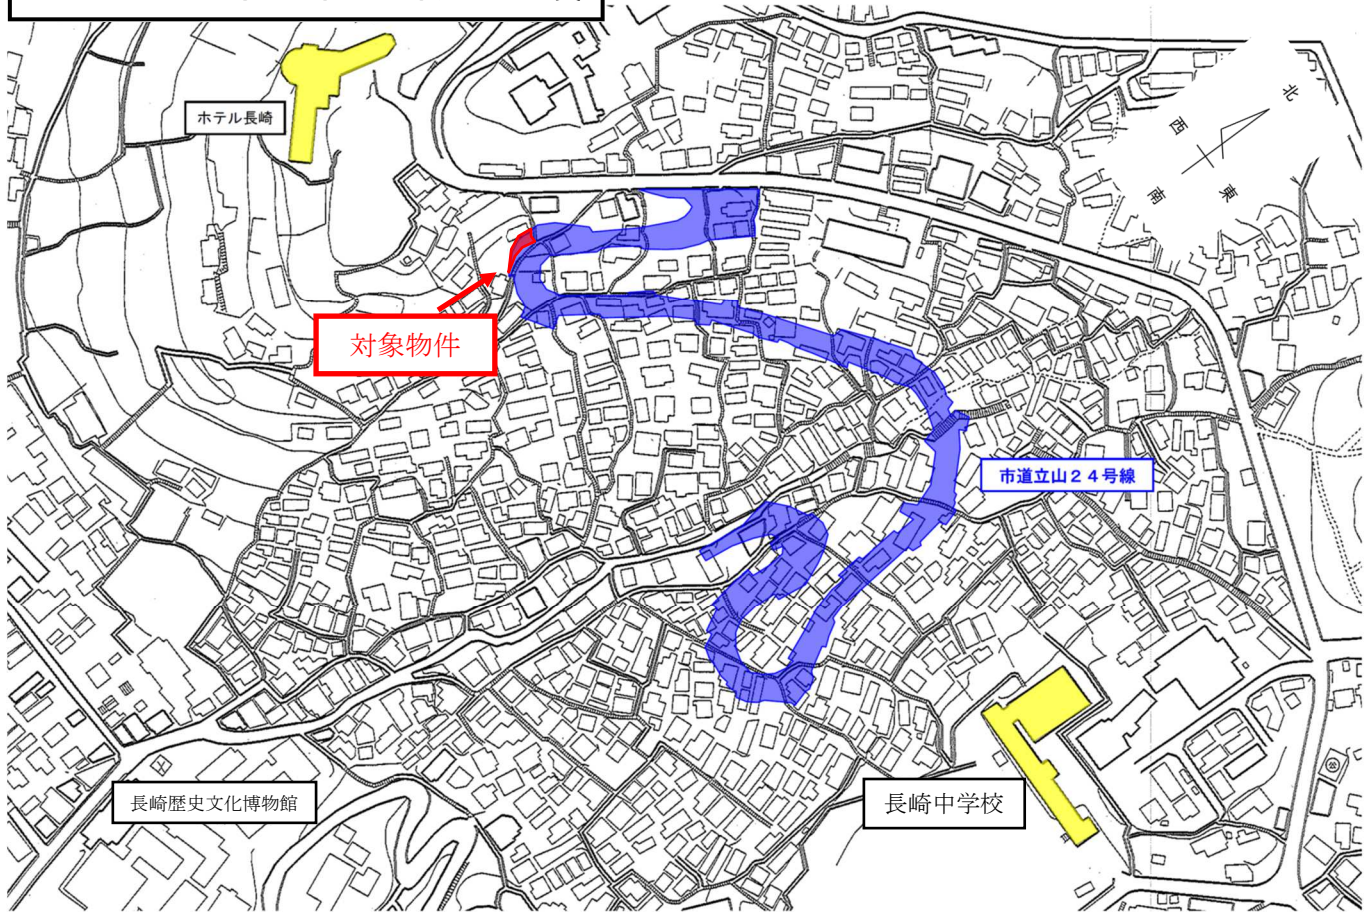 ホテル長崎
北
西
東
南
対象物件
市道立山２４号線
長崎歴史文化博物館
長崎中学校